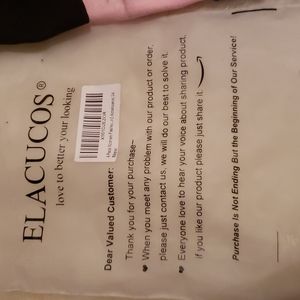 ELACUCOS®
love to better your looking
Dear Valued Customer:
Thank you for your purchase~
When you meet any problem with our product or order,
please just contact us, we will do our best to solve it.
Everyone love to hear your voice about sharing product,
if you like our product please just share it.
Purchase Is Not Ending But the Beginning of Our Service!
New